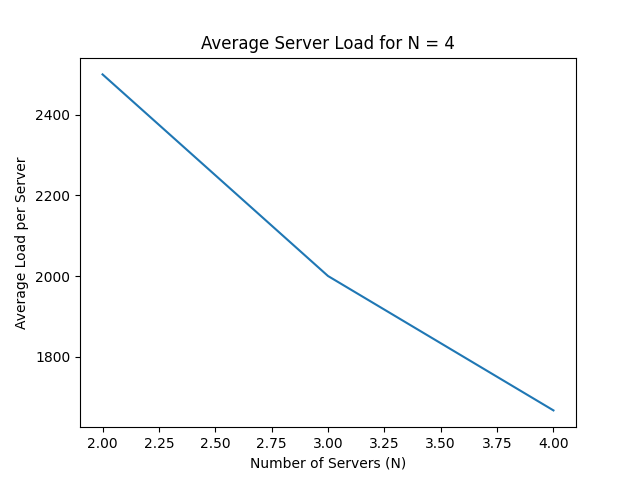 Average Server Load for N = 4
Average Load per Server
2400
2200
2000
1800
2.00 2.25 2.50 2.75 3.00 3.25 3.50 3.75 4.00
Number of Servers (N)